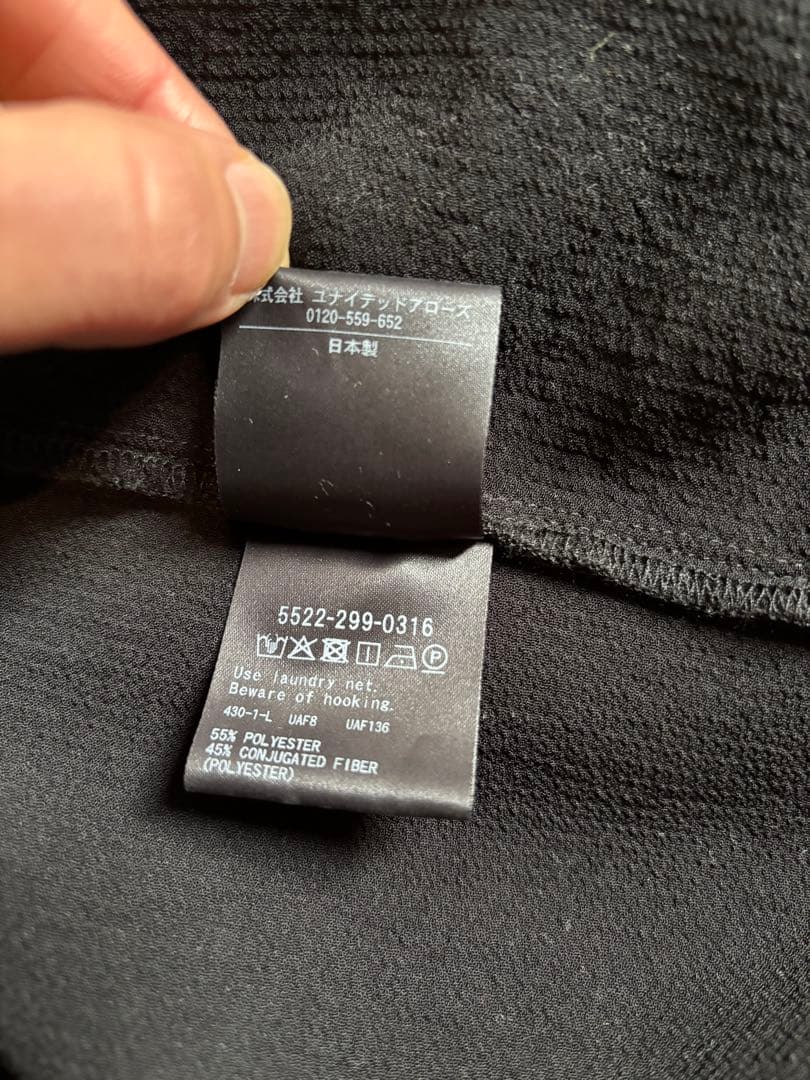 株式会社 ユナイテッドアローズ
0120-559-652
日本製
5522-299-0316
P
Use laundry net.
Beware of hooking.
430-1-L UAF8 UAF136
55% POLYESTER
45% CONJUGATED FIBER
(POLYESTER)